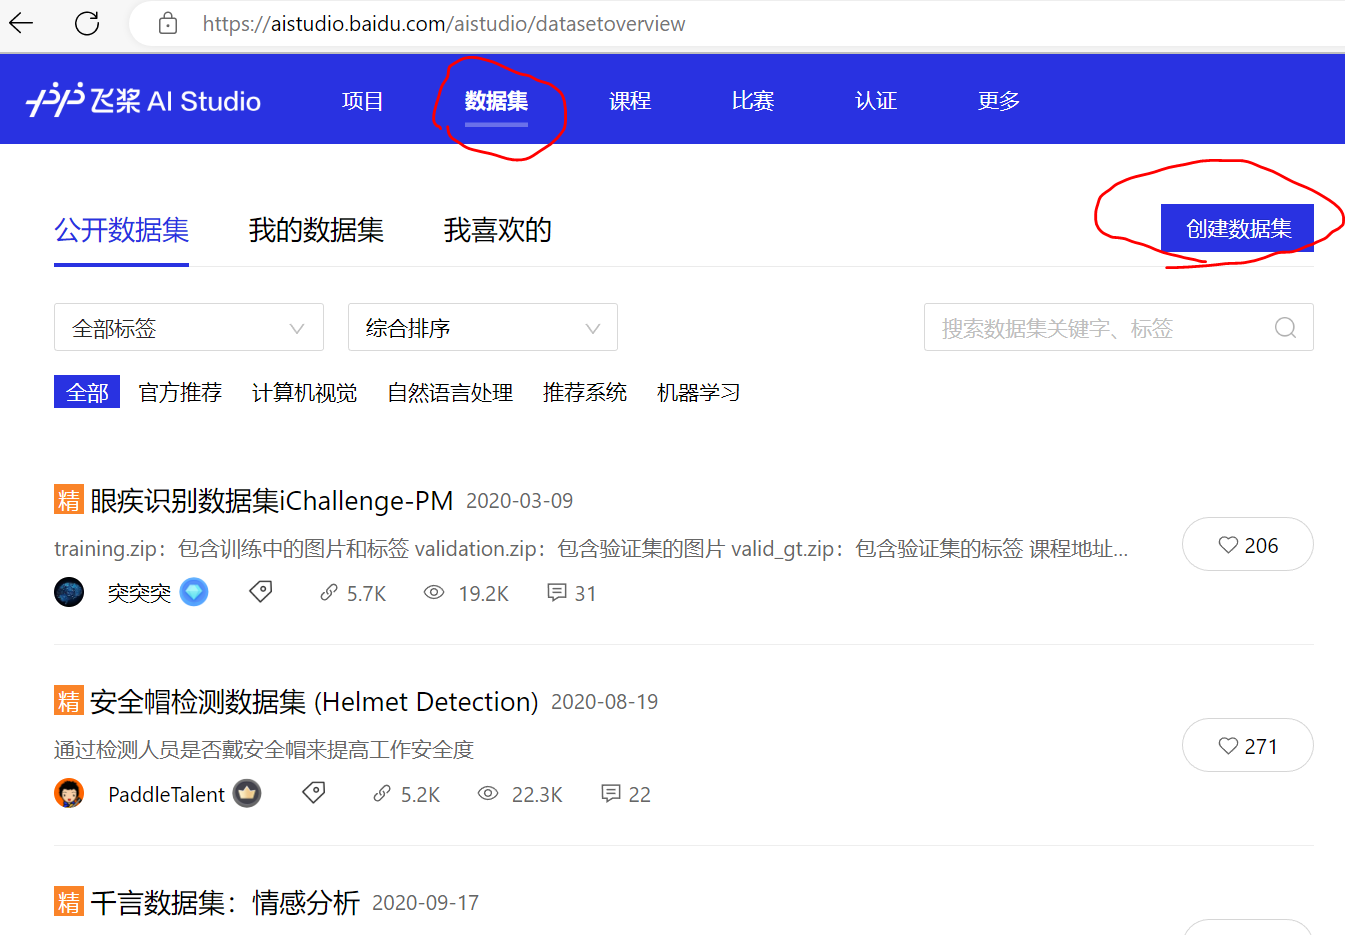 https://aistudio.baidu.com/aistudio/datasetoverview
飞桨 AI Studio 项目 数据集 课程 比赛 认证 更多
公开数据集 我的数据集 我喜欢的 创建数据集
全部标签 综合排序 搜索数据集关键字、标签
全部 官方推荐 计算机视觉 自然语言处理 推荐系统 机器学习
精 眼疾识别数据集iChallenge-PM 2020-03-09
training.zip：包含训练中的图片和标签 validation.zip：包含验证集的图片 valid_gt.zip：包含验证集的标签 课程地址...
206
突突突 5.7K 19.2K 31
精 安全帽检测数据集 (Helmet Detection) 2020-08-19
通过检测人员是否戴安全帽来提高工作安全度
271
PaddleTalent 5.2K 22.3K 22
精 千言数据集：情感分析 2020-09-17